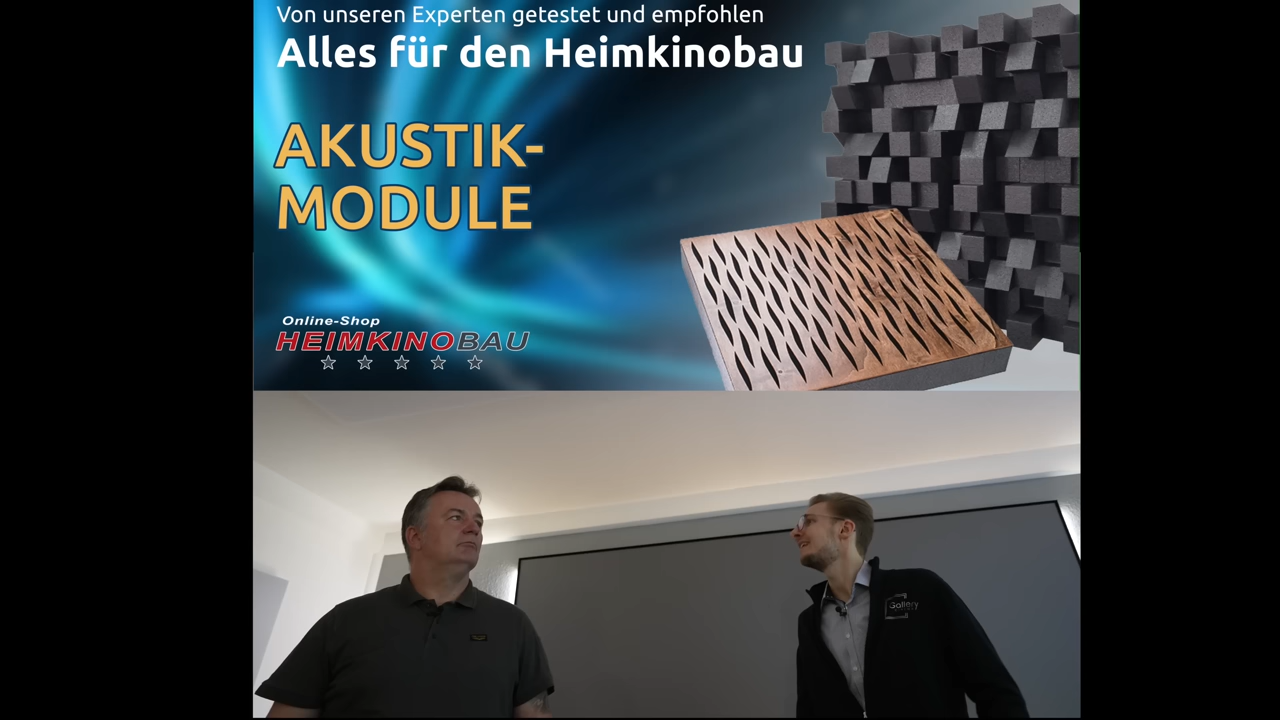 Von unseren Experten getestet und empfohlen
Alles für den Heimkinobau
AKUSTIK-
MODULE
Online-Shop
HEIMKINOBAU
Gallery